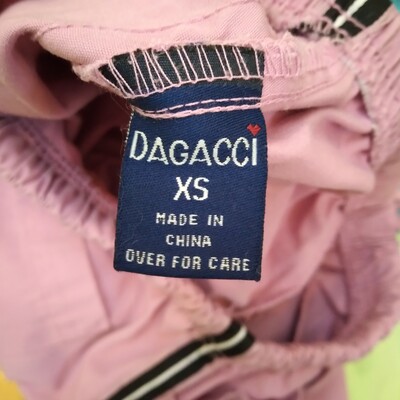 DAGACCI
XS
MADE IN
CHINA
OVER FOR CARE